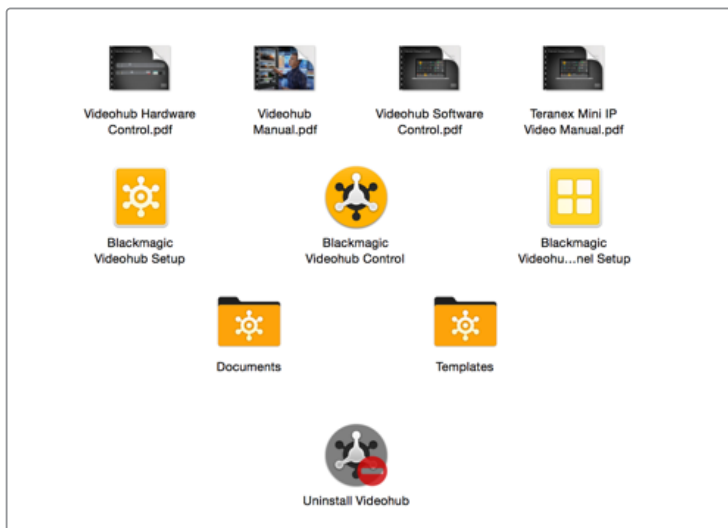 Videohub Hardware
Control.pdf
Videohub
Manual.pdf
Videohub Software
Control.pdf
Teranex Mini IP
Video Manual.pdf
Blackmagic
Videohub Setup
Blackmagic
Videohub Control
Blackmagic
Videohu...nel Setup
Documents
Templates
Uninstall Videohub